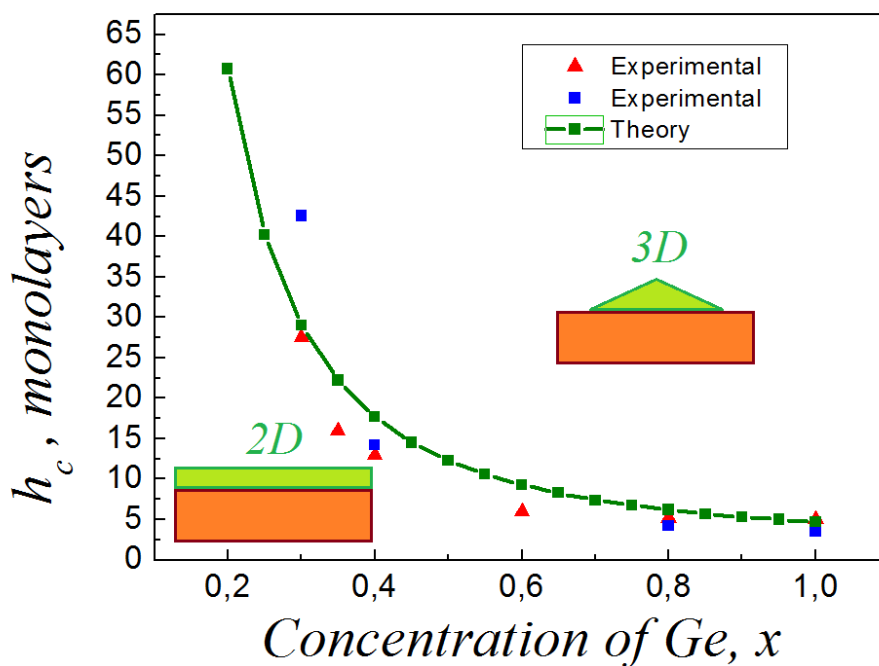 65
60
55
50
45
40
35
30
25
20
15
10
5
0
h_c, monolayers
Experimental
Experimental
Theory
3D
2D
0,2
0,4
0,6
0,8
1,0
Concentration of Ge, x